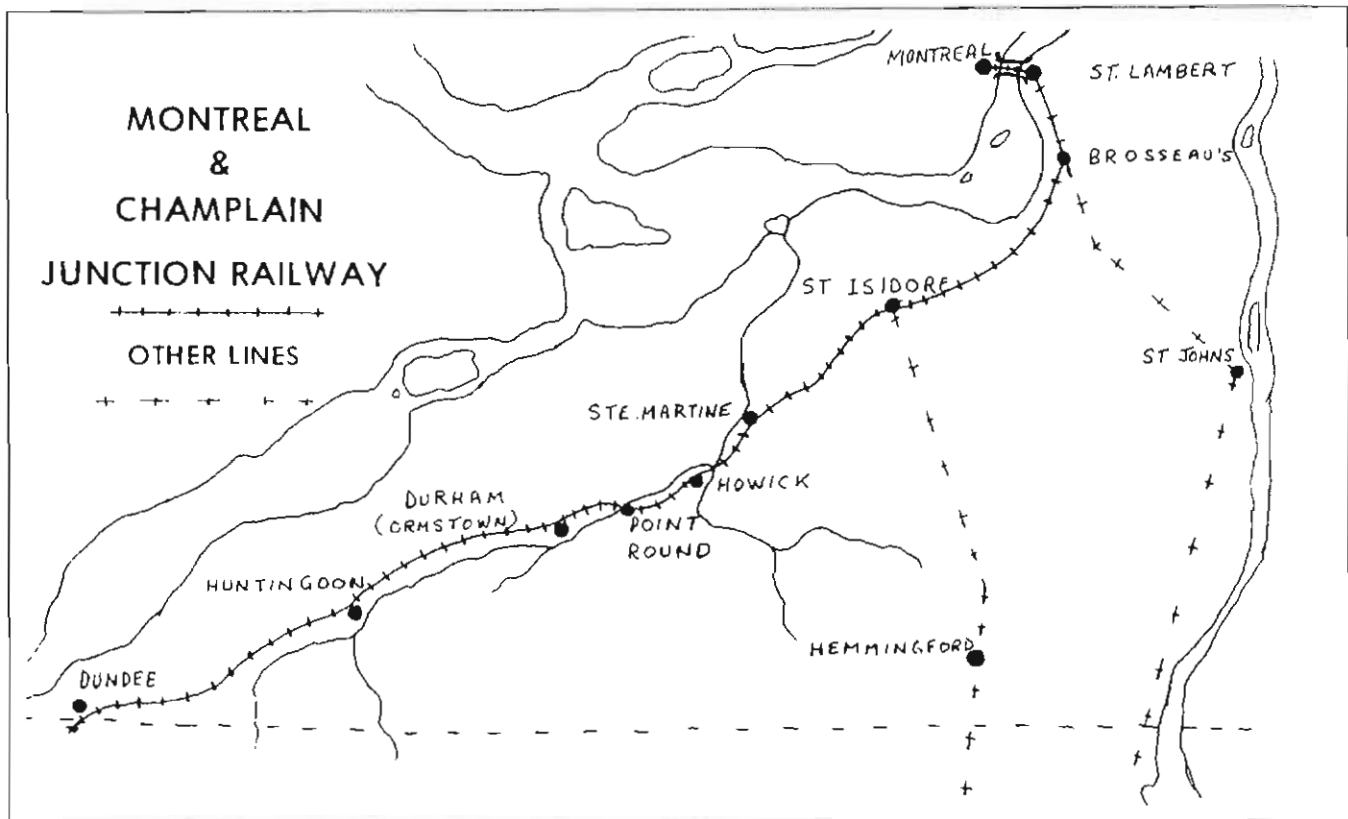 MONTREAL
&
CHAMPLAIN
JUNCTION RAILWAY
OTHER LINES
MONTREAL
ST. LAMBERT
BROSSEAU'S
ST ISIDORE
ST JOHNS
STE. MARTINE
HOWICK
DURHAM
(ORMSTOWN)
POINT
ROUND
HUNTINGOON
HEMMINGFORD
DUNDEE